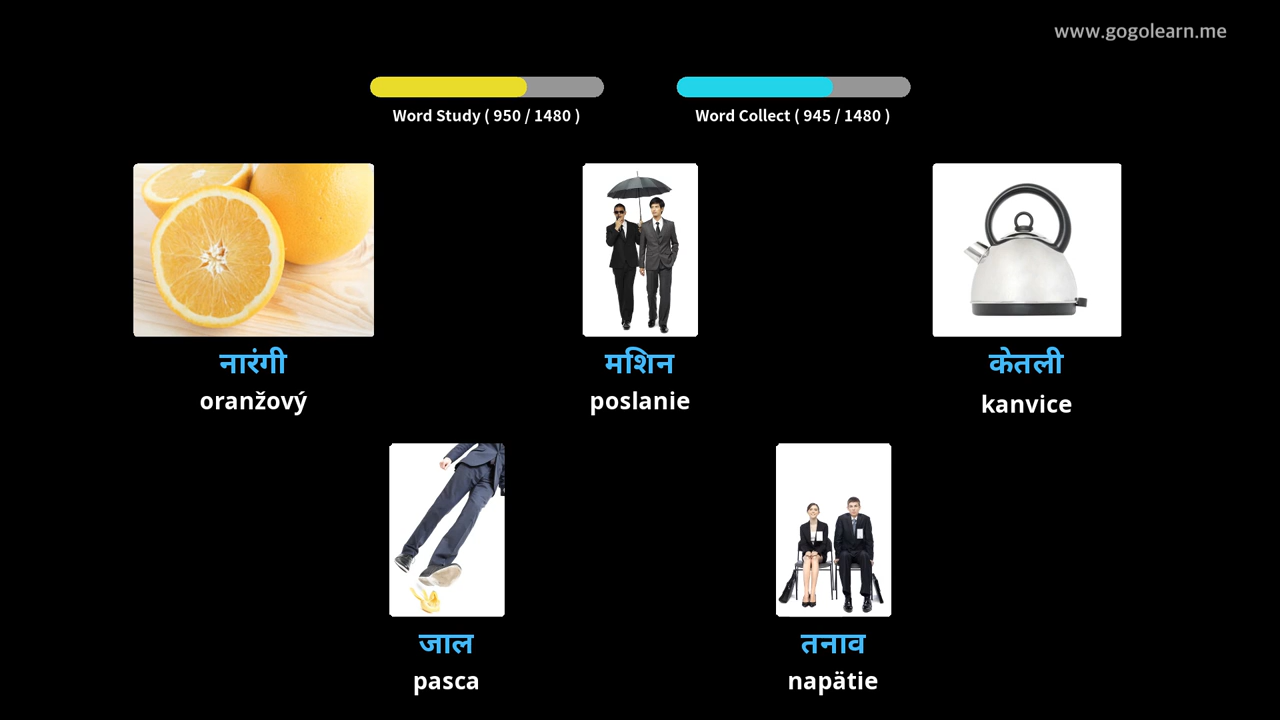 www.gogolearn.me
Word Study ( 950 / 1480 )
Word Collect ( 945 / 1480 )
नारंगी
oranžový
मशिन
poslanie
केतली
kanvice
जाल
pasca
तनाव
napätie